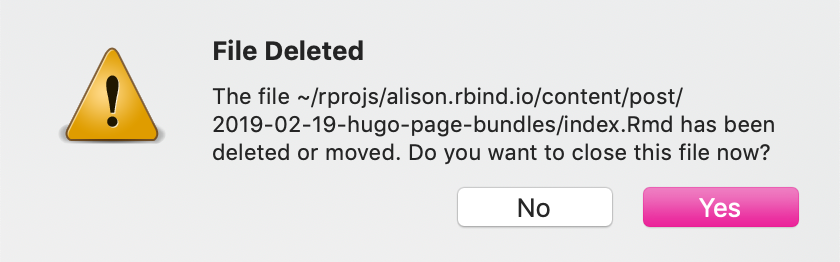 File Deleted
The file ~/rprojs/alison.rbind.io/content/post/
2019-02-19-hugo-page-bundles/index.Rmd has been
deleted or moved. Do you want to close this file now?
No
Yes